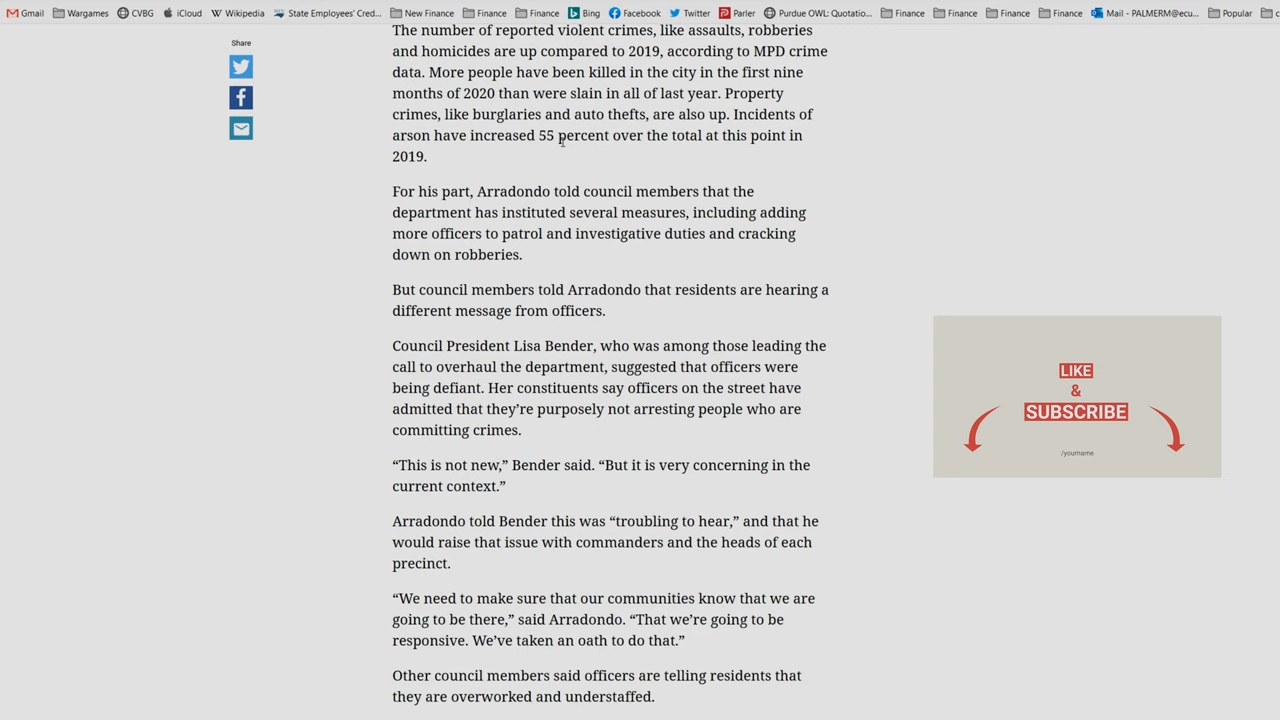 Gmail Wargames CVBG iCloud Wikipedia State Employees' Cred... New Finance Finance Finance Bing Facebook Twitter Parler Purdue OWL: Quotatio... Finance Finance Finance Finance Mail - PALMERM@ecu... Popular
Share
The number of reported violent crimes, like assaults, robberies
and homicides are up compared to 2019, according to MPD crime
data. More people have been killed in the city in the first nine
months of 2020 than were slain in all of last year. Property
crimes, like burglaries and auto thefts, are also up. Incidents of
arson have increased 55 percent over the total at this point in
2019.
For his part, Arradondo told council members that the
department has instituted several measures, including adding
more officers to patrol and investigative duties and cracking
down on robberies.
But council members told Arradondo that residents are hearing a
different message from officers.
Council President Lisa Bender, who was among those leading the
call to overhaul the department, suggested that officers were
being defiant. Her constituents say officers on the street have
admitted that they're purposely not arresting people who are
committing crimes.
“This is not new,” Bender said. “But it is very concerning in the
current context.”
Arradondo told Bender this was “troubling to hear,” and that he
would raise that issue with commanders and the heads of each
precinct.
“We need to make sure that our communities know that we are
going to be there,” said Arradondo. “That we’re going to be
responsive. We’ve taken an oath to do that.”
Other council members said officers are telling residents that
they are overworked and understaffed.
LIKE
&
SUBSCRIBE
/yourname